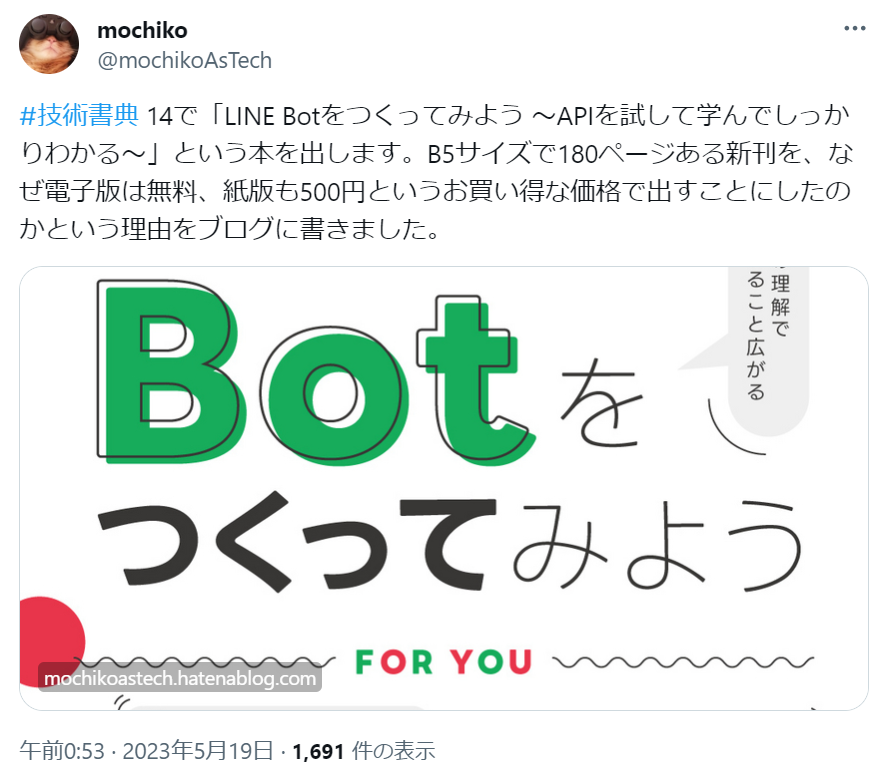 mochiko
@mochikoAsTech
#技術書典 14で「LINE Botをつくってみよう ～APIを試して学んでしっか
りわかる～」という本を出します。B5サイズで180ページある新刊を、な
ぜ電子版は無料、紙版も500円というお買い得な価格で出すことにしたの
かという理由をブログに書きました。
理解で
ること広がる
Botを
つくってみよう
FOR YOU
mochikoastech.hatenablog.com
午前0:53 · 2023年5月19日 · 1,691 件の表示